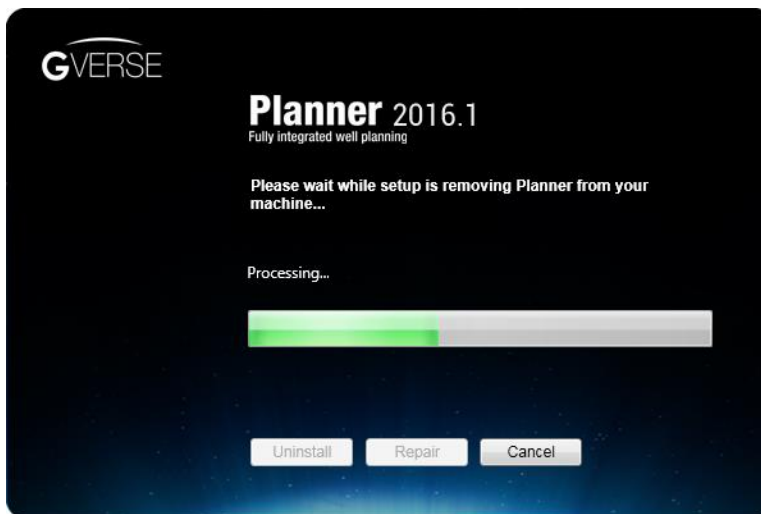 GVERSE
Planner 2016.1
Fully integrated well planning
Please wait while setup is removing Planner from your
machine...
Processing...
Uninstall Repair Cancel